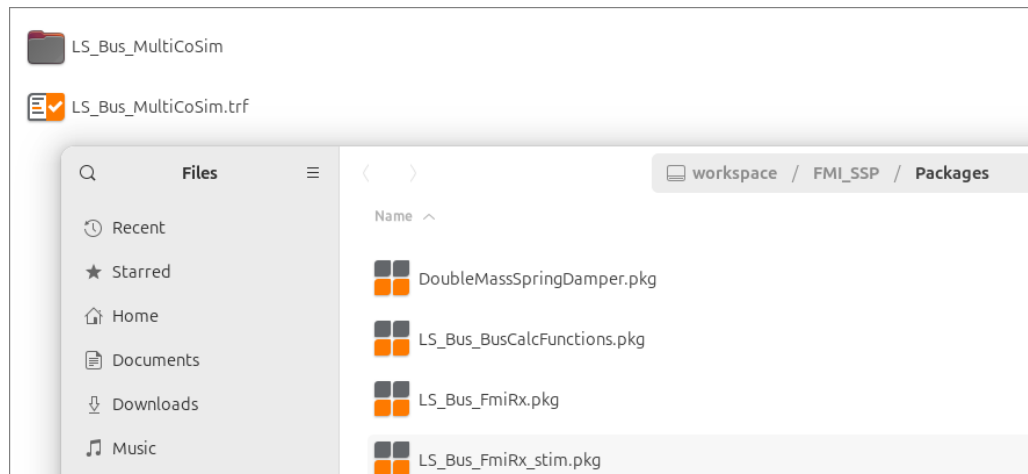 LS_Bus_MultiCoSim
LS_Bus_MultiCoSim.trf
Files
workspace / FMI_SSP / Packages
Name
Recent
Starred
Home
Documents
Downloads
Music
DoubleMassSpringDamper.pkg
LS_Bus_BusCalcFunctions.pkg
LS_Bus_FmiRx.pkg
LS_Bus_FmiRx_stim.pkg